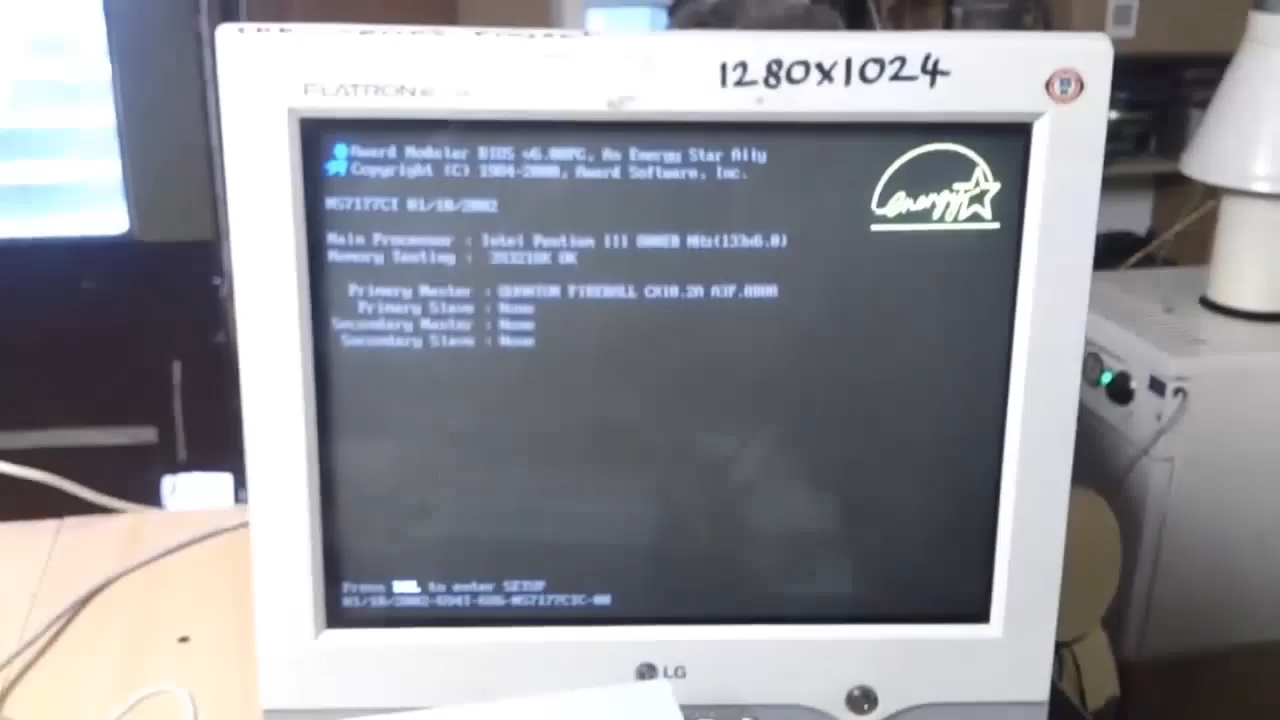 1280x1024
FLATRON
Award Modular BIOS v6.00PG, An Energy Star Ally
Copyright (C) 1984-2000, Award Software, Inc.
energy
01/10/2002
Main Processor : Intel Pentium III MHz(133x6.0)
Memory Testing : 393216K OK
Primary Master : QUANTUM FIREBALL CX10.2A A3F.0B00
Primary Slave : None
Secondary Master : None
Secondary Slave : None
Press DEL to enter SETUP
LG